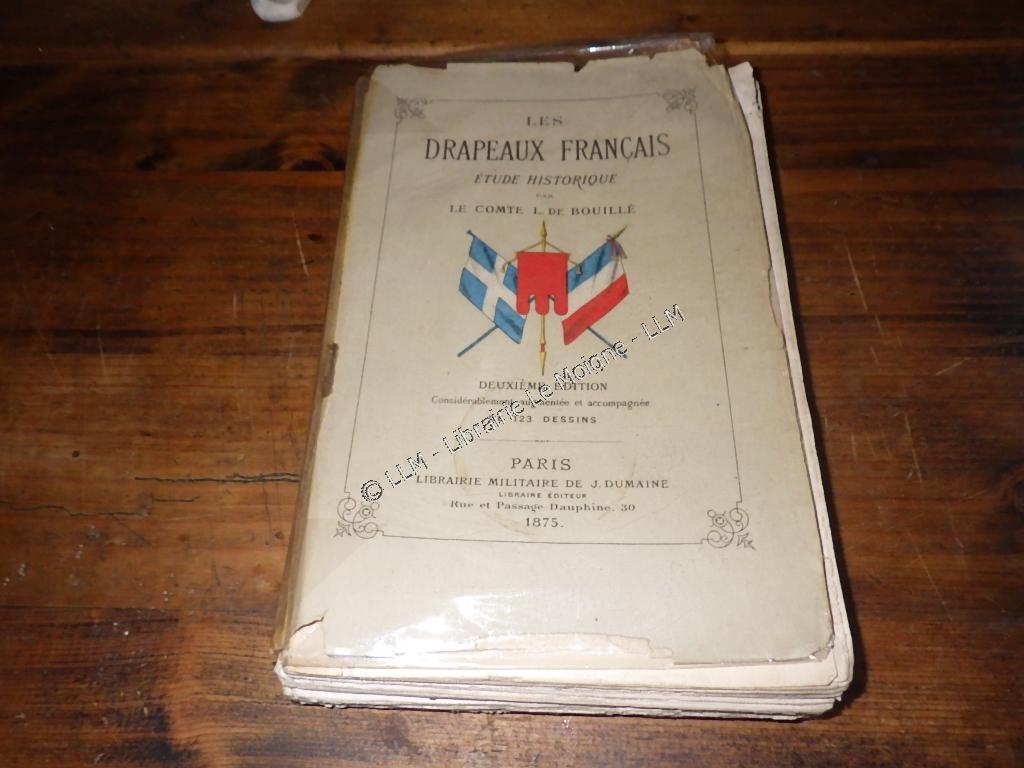 LES
DRAPEAUX FRANÇAIS
ÉTUDE HISTORIQUE
PAR
LE COMTE L. DE BOUILLÉ
DEUXIÈME ÉDITION
Considérablement augmentée et accompagnée
123 DESSINS
PARIS
LIBRAIRIE MILITAIRE DE J. DUMAINE
LIBRAIRE ÉDITEUR
Rue et Passage Dauphine, 30
1875.
© LLM - Librairie Le Moigne - LLM